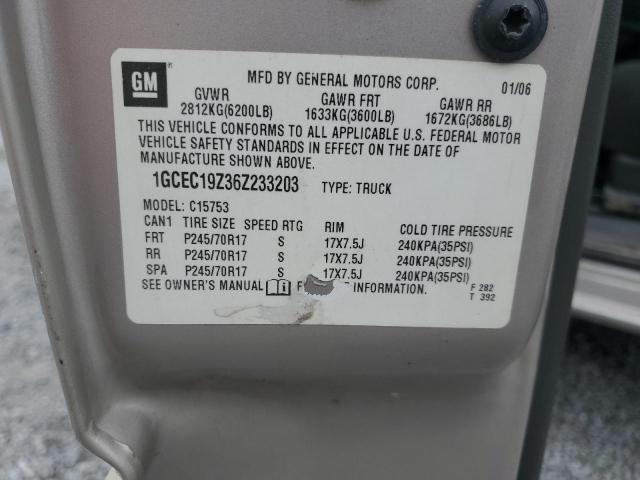 GM
MFD BY GENERAL MOTORS CORP. 01/06
GVWR GAWR FRT GAWR RR
2812KG(6200LB) 1633KG(3600LB) 1672KG(3686LB)
THIS VEHICLE CONFORMS TO ALL APPLICABLE U.S. FEDERAL MOTOR
VEHICLE SAFETY STANDARDS IN EFFECT ON THE DATE OF
MANUFACTURE SHOWN ABOVE.
1GCEC19Z36Z233203 TYPE: TRUCK
MODEL: C15753
CAN1 TIRE SIZE SPEED RTG RIM COLD TIRE PRESSURE
FRT P245/70R17 S 17X7.5J 240KPA(35PSI)
RR P245/70R17 S 17X7.5J 240KPA(35PSI)
SPA P245/70R17 S 17X7.5J 240KPA(35PSI)
SEE OWNER'S MANUAL INFORMATION. F 282
T 392